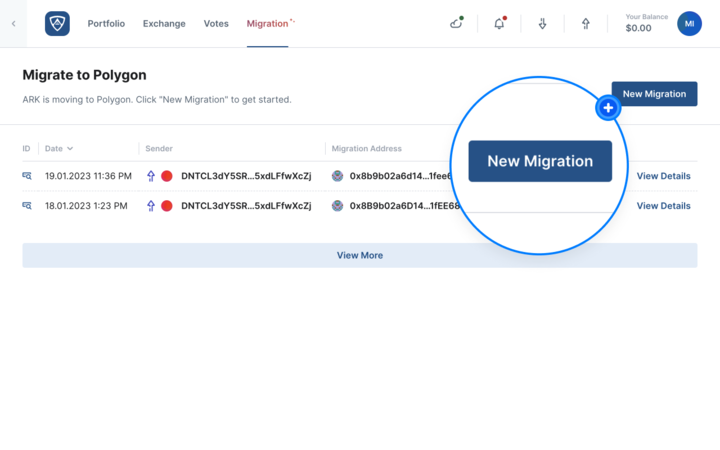 Portfolio Exchange Votes Migration Your Balance
$0.00 MI
Migrate to Polygon
ARK is moving to Polygon. Click "New Migration" to get started.
New Migration
New Migration
ID Date Sender Migration Address
19.01.2023 11:36 PM DNTCL3dY5SR...5xdLFfwXcZj 0x8b9b02a6d14...1fee6 View Details
18.01.2023 1:23 PM DNTCL3dY5SR...5xdLFfwXcZj 0x8B9B02a6D14...1fEE68 View Details
View More